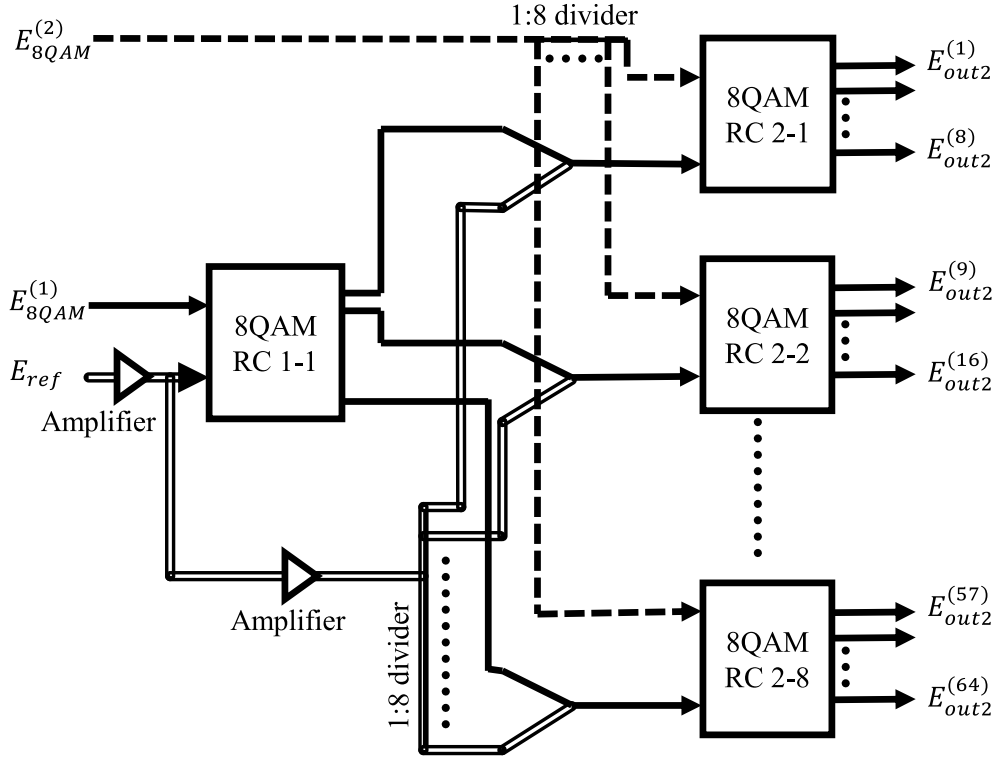 1:8 divider
E_{8QAM}^{(2)}
8QAM
RC 2-1
E_{out2}^{(1)}
E_{out2}^{(8)}
E_{8QAM}^{(1)}
8QAM
RC 1-1
E_{ref}
Amplifier
8QAM
RC 2-2
E_{out2}^{(9)}
E_{out2}^{(16)}
Amplifier
1:8 divider
8QAM
RC 2-8
E_{out2}^{(57)}
E_{out2}^{(64)}